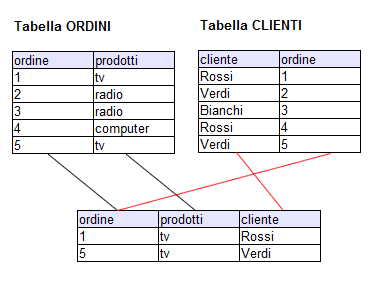 Tabella ORDINI
ordine prodotti
1 tv
2 radio
3 radio
4 computer
5 tv
Tabella CLIENTI
cliente ordine
Rossi 1
Verdi 2
Bianchi 3
Rossi 4
Verdi 5
ordine prodotti cliente
1 tv Rossi
5 tv Verdi